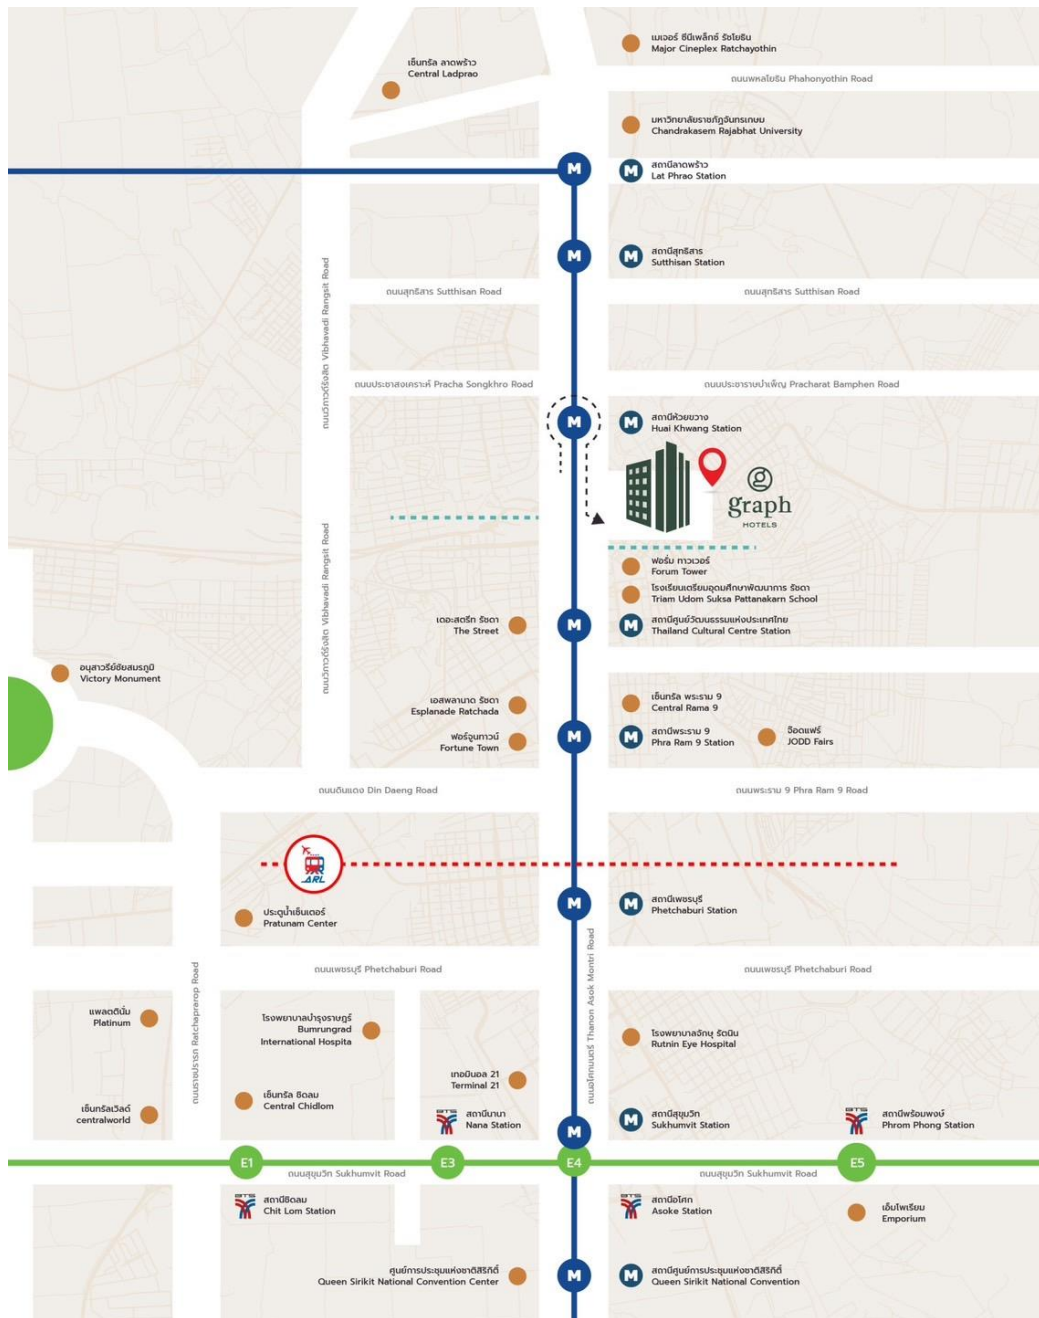 เมเจอร์ ซีนีเพล็กซ์ รัชโยธิน
Major Cineplex Ratchayothin
เซ็นทรัล ลาดพร้าว
Central Ladprao
ถนนพหลโยธิน Phahonyothin Road
มหาวิทยาลัยราชภัฏจันทรเกษม
Chandrakasem Rajabhat University
M
M
สถานีลาดพร้าว
Lat Phrao Station
M
M
สถานีสุทธิสาร
Sutthisan Station
ถนนสุทธิสาร Sutthisan Road
ถนนสุทธิสาร Sutthisan Road
ถนนวิภาวดีรังสิต Vibhavadi Rangsit Road
ถนนประชาสงเคราะห์ Pracha Songkhro Road
ถนนประชาราษบำเพ็ญ Pracharat Bamphen Road
M
M
สถานีห้วยขวาง
Huai Khwang Station
graph
HOTELS
ถนนวิภาวดีรังสิต Vibhavadi Rangsit Road
ฟอรั่ม ทาวเวอร์
Forum Tower
โรงเรียนเตรียมอุดมศึกษาพัฒนาการ รัชดา
Triam Udom Suksa Pattanakarn School
เดอะสตรีท รัชดา
The Street
M
M
สถานีศูนย์วัฒนธรรมแห่งประเทศไทย
Thailand Cultural Centre Station
อนุสาวรีย์ชัยสมรภูมิ
Victory Monument
เอสพลานาด รัชดา
Esplanade Ratchada
เซ็นทรัล พระราม 9
Central Rama 9
ฟอร์จูนทาวน์
Fortune Town
M
M
สถานีพระราม 9
Phra Ram 9 Station
จ๊อดแฟร์
JODD Fairs
ถนนดินแดง Din Daeng Road
ถนนพระราม 9 Phra Ram 9 Road
ARL
ประตูน้ำเซ็นเตอร์
Pratunam Center
M
M
สถานีเพชรบุรี
Phetchaburi Station
ถนนเพชรบุรี Phetchaburi Road
ถนนเพชรบุรี Phetchaburi Road
ถนนอโศกมนตรี Thanon Asok Montri Road
ถนนราชปรารภ Ratchaprarop Road
แพลตตินั่ม
Platinum
โรงพยาบาลบำรุงราษฎร์
Bumrungrad
International Hospita
โรงพยาบาลจักษุ รัตนิน
Rutnin Eye Hospital
เทอมินอล 21
Terminal 21
เซ็นทรัล ชิดลม
Central Chidlom
เซ็นทรัลเวิลด์
centralworld
BTS
สถานีนานา
Nana Station
M
M
สถานีสุขุมวิท
Sukhumvit Station
BTS
สถานีพร้อมพงษ์
Phrom Phong Station
E1
E3
E4
E5
ถนนสุขุมวิท Sukhumvit Road
ถนนสุขุมวิท Sukhumvit Road
BTS
สถานีชิดลม
Chit Lom Station
BTS
สถานีอโศก
Asoke Station
เอ็มโพเรียม
Emporium
ศูนย์การประชุมแห่งชาติสิริกิติ์
Queen Sirikit National Convention Center
M
M
สถานีศูนย์การประชุมแห่งชาติสิริกิติ์
Queen Sirikit National Convention